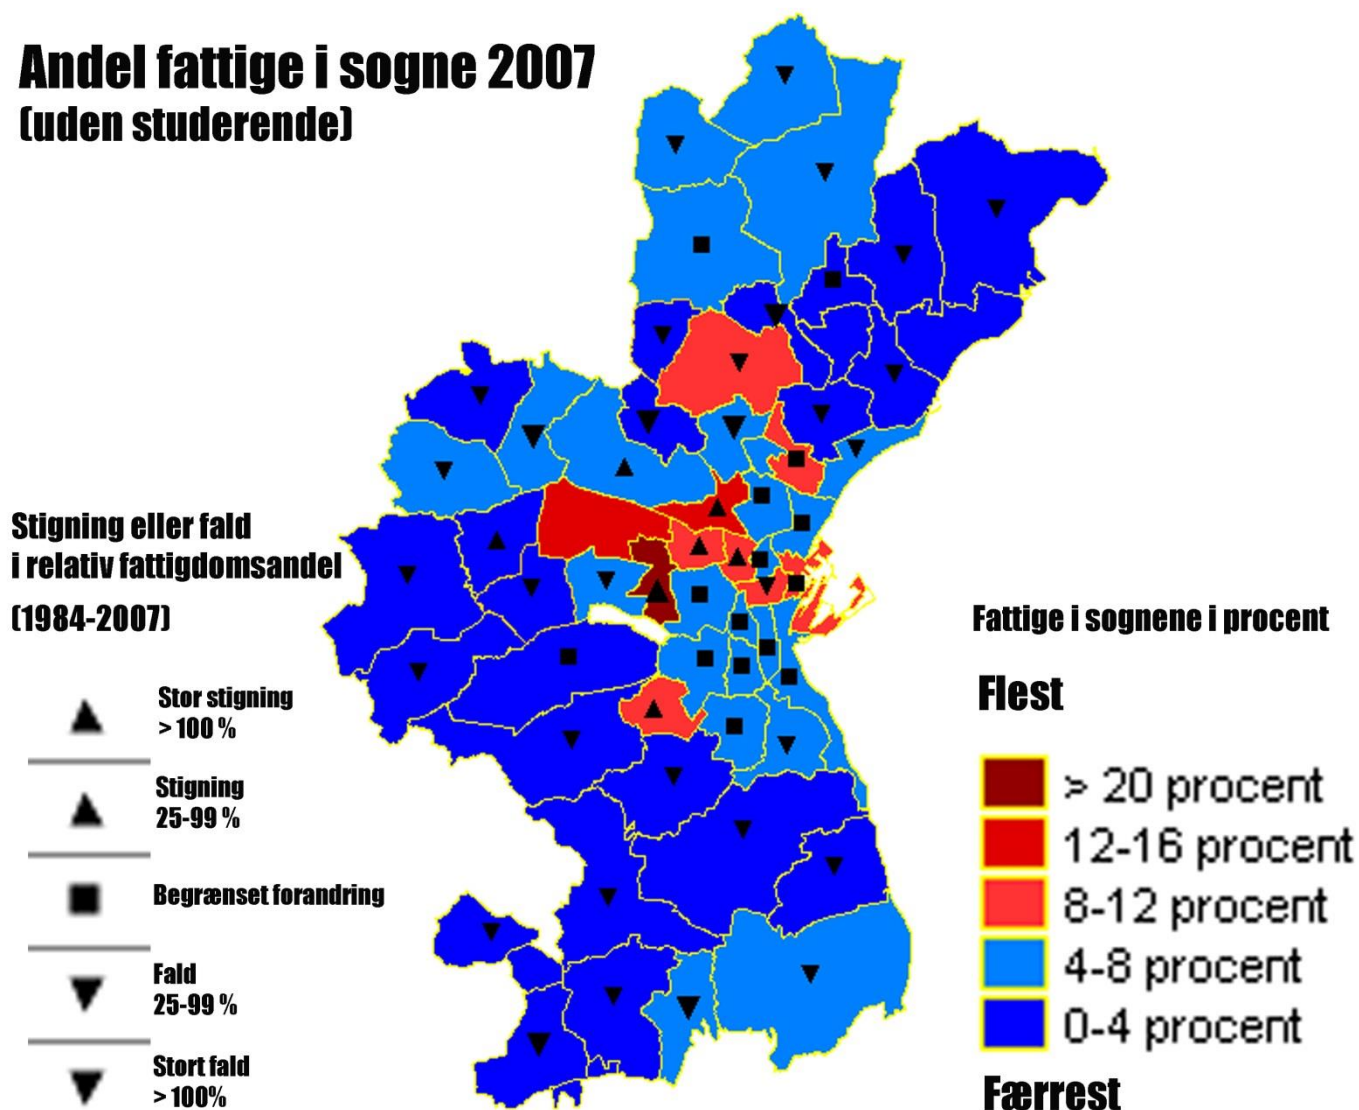 Andel fattige i sogne 2007
(uden studerende)
Stigning eller fald
i relativ fattigdomsandel
(1984-2007)
Stor stigning
> 100 %
Stigning
25-99 %
Begrænset forandring
Fald
25-99 %
Stort fald
> 100%
Fattige i sognene i procent
Flest
> 20 procent
12-16 procent
8-12 procent
4-8 procent
0-4 procent
Færrest